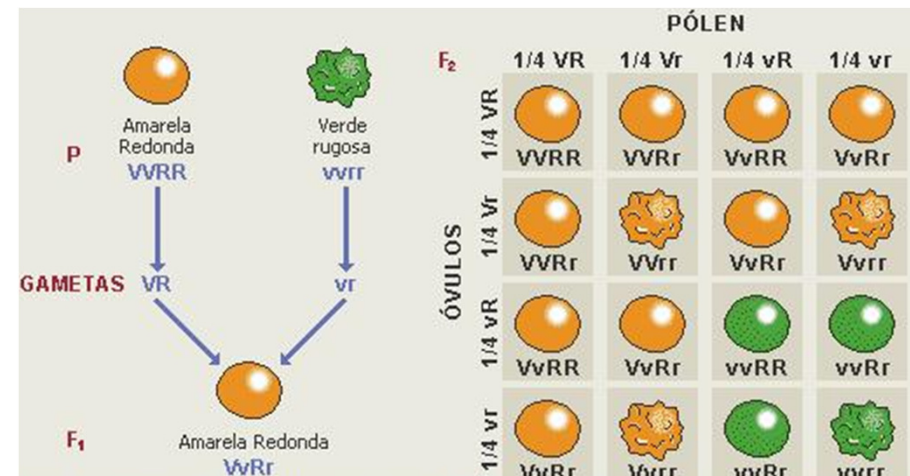 P
Amarela
Redonda
VVRR
Verde
rugosa
vvrr
GAMETAS
VR
vr
F₁
Amarela Redonda
VvRr
PÓLEN
F₂
1/4 VR
1/4 Vr
1/4 vR
1/4 vr
ÓVULOS
1/4 VR
VVRR
VVRr
VvRR
VvRr
1/4 Vr
VVRr
VVrr
VvRr
Vvrr
1/4 vR
VvRR
VvRr
vvRR
vvRr
1/4 vr
VvRr
Vvrr
vvRr
vvrr